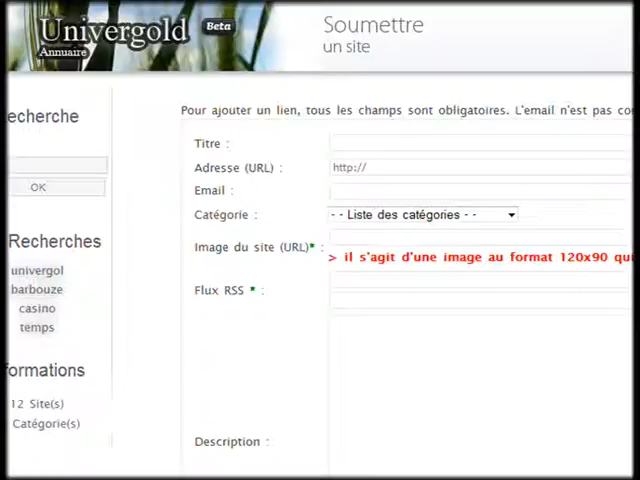 Univergold Beta
Annuaire
Soumettre
un site
echerche
OK
Recherches
univergol
barbouze
casino
temps
formations
12 Site(s)
Catégorie(s)
Pour ajouter un lien, tous les champs sont obligatoires. L'email n'est pas co
Titre :
Adresse (URL) : http://
Email :
Catégorie : - - Liste des catégories - -
Image du site (URL)* :
> il s'agit d'une image au format 120x90 qui
Flux RSS * :
Description :